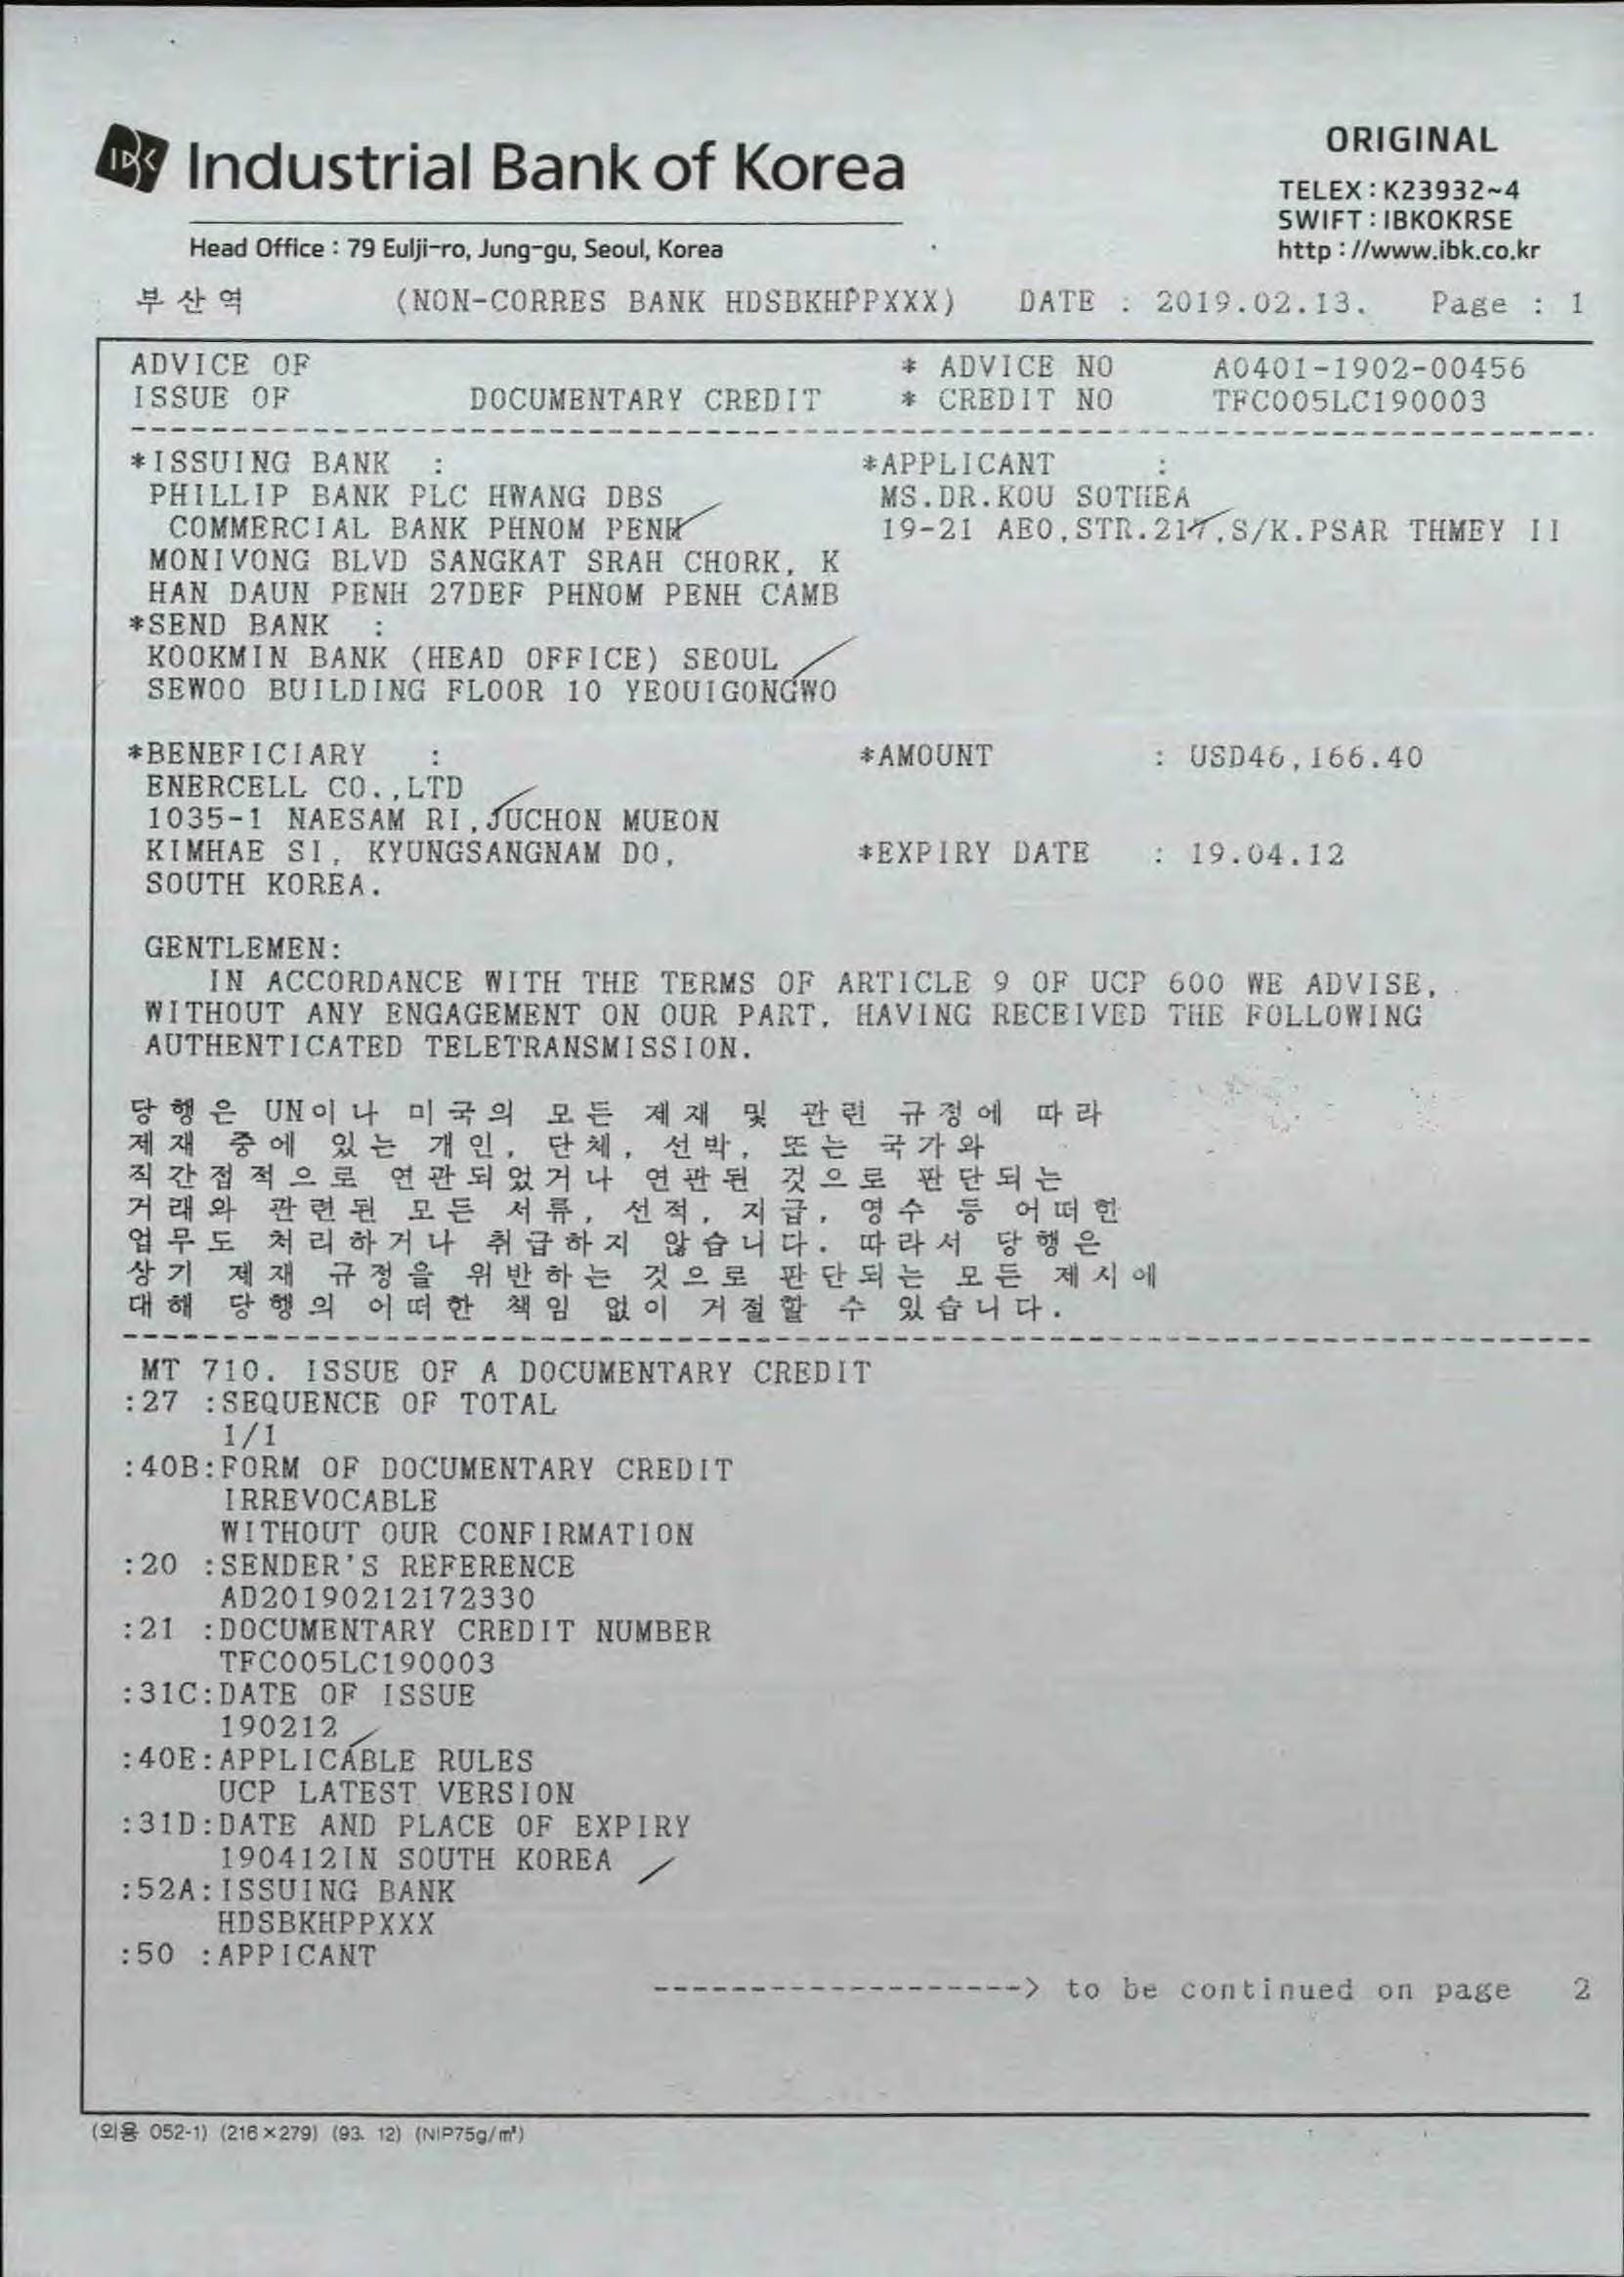 IBK Industrial Bank of Korea
ORIGINAL
TELEX : K23932~4
SWIFT : IBKOKRSE
http : //www.ibk.co.kr
Head Office : 79 Eulji-ro, Jung-gu, Seoul, Korea
부산역 (NON-CORRES BANK HDSBKHPPXXX) DATE : 2019.02.13. Page : 1
ADVICE OF * ADVICE NO A0401-1902-00456
ISSUE OF DOCUMENTARY CREDIT * CREDIT NO TFC005LC190003
*ISSUING BANK : *APPLICANT :
PHILLIP BANK PLC HWANG DBS MS.DR.KOU SOTHEA
COMMERCIAL BANK PHNOM PENH 19-21 AEO,STR.217,S/K.PSAR THMEY II
MONIVONG BLVD SANGKAT SRAH CHORK, K
HAN DAUN PENH 27DEF PHNOM PENH CAMB
*SEND BANK :
KOOKMIN BANK (HEAD OFFICE) SEOUL
SEWOO BUILDING FLOOR 10 YEOUIGONGWO
*BENEFICIARY : *AMOUNT : USD46,166.40
ENERCELL CO.,LTD
1035-1 NAESAM RI,JUCHON MUEON
KIMHAE SI, KYUNGSANGNAM DO, *EXPIRY DATE : 19.04.12
SOUTH KOREA.
GENTLEMEN:
IN ACCORDANCE WITH THE TERMS OF ARTICLE 9 OF UCP 600 WE ADVISE,
WITHOUT ANY ENGAGEMENT ON OUR PART, HAVING RECEIVED THE FOLLOWING
AUTHENTICATED TELETRANSMISSION.
당행은 UN이나 미국의 모든 제재 및 관련 규정에 따라
제재 중에 있는 개인, 단체, 선박, 또는 국가와
직간접적으로 연관되었거나 연관된 것으로 판단되는
거래와 관련된 모든 서류, 선적, 지급, 영수 등 어떠한
업무도 처리하거나 취급하지 않습니다. 따라서 당행은
상기 제재 규정을 위반하는 것으로 판단되는 모든 제시에
대해 당행의 어떠한 책임 없이 거절할 수 있습니다.
MT 710. ISSUE OF A DOCUMENTARY CREDIT
:27 :SEQUENCE OF TOTAL
1/1
:40B:FORM OF DOCUMENTARY CREDIT
IRREVOCABLE
WITHOUT OUR CONFIRMATION
:20 :SENDER'S REFERENCE
AD20190212172330
:21 :DOCUMENTARY CREDIT NUMBER
TFC005LC190003
:31C:DATE OF ISSUE
190212
:40E:APPLICABLE RULES
UCP LATEST VERSION
:31D:DATE AND PLACE OF EXPIRY
190412IN SOUTH KOREA
:52A:ISSUING BANK
HDSBKHPPXXX
:50 :APPICANT
-------------------> to be continued on page 2
(외용 052-1) (216×279) (93. 12) (NIP75g/㎡)